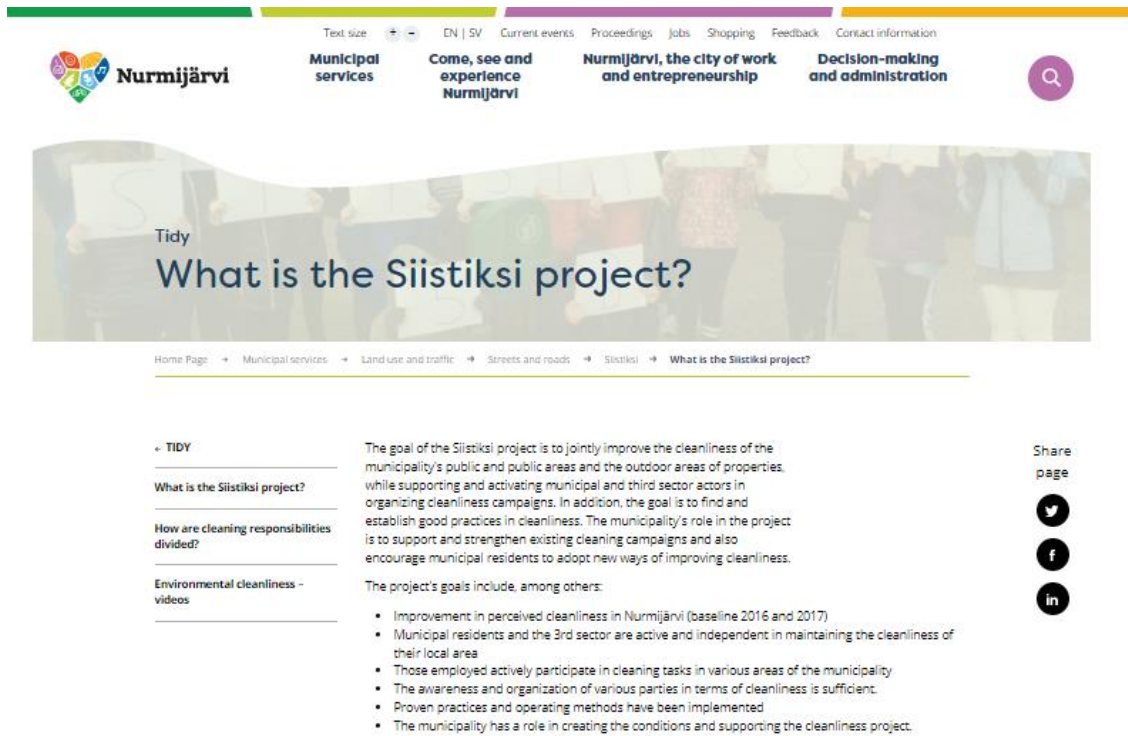 Text size + - EN | SV Current events Proceedings Jobs Shopping Feedback Contact information
Nurmijärvi
Municipal services
Come, see and experience Nurmijärvi
Nurmijärvi, the city of work and entrepreneurship
Decision-making and administration
Tidy
What is the Siistiksi project?
Home Page → Municipal services → Land use and traffic → Streets and roads → Siistiksi → What is the Siistiksi project?
← TIDY
What is the Siistiksi project?
How are cleaning responsibilities
divided?
Environmental cleanliness –
videos
The goal of the Siistiksi project is to jointly improve the cleanliness of the
municipality's public and public areas and the outdoor areas of properties,
while supporting and activating municipal and third sector actors in
organizing cleanliness campaigns. In addition, the goal is to find and
establish good practices in cleanliness. The municipality's role in the project
is to support and strengthen existing cleaning campaigns and also
encourage municipal residents to adopt new ways of improving cleanliness.
The project's goals include, among others:
• Improvement in perceived cleanliness in Nurmijärvi (baseline 2016 and 2017)
• Municipal residents and the 3rd sector are active and independent in maintaining the cleanliness of
their local area
• Those employed actively participate in cleaning tasks in various areas of the municipality
• The awareness and organization of various parties in terms of cleanliness is sufficient.
• Proven practices and operating methods have been implemented
• The municipality has a role in creating the conditions and supporting the cleanliness project.
Share
page